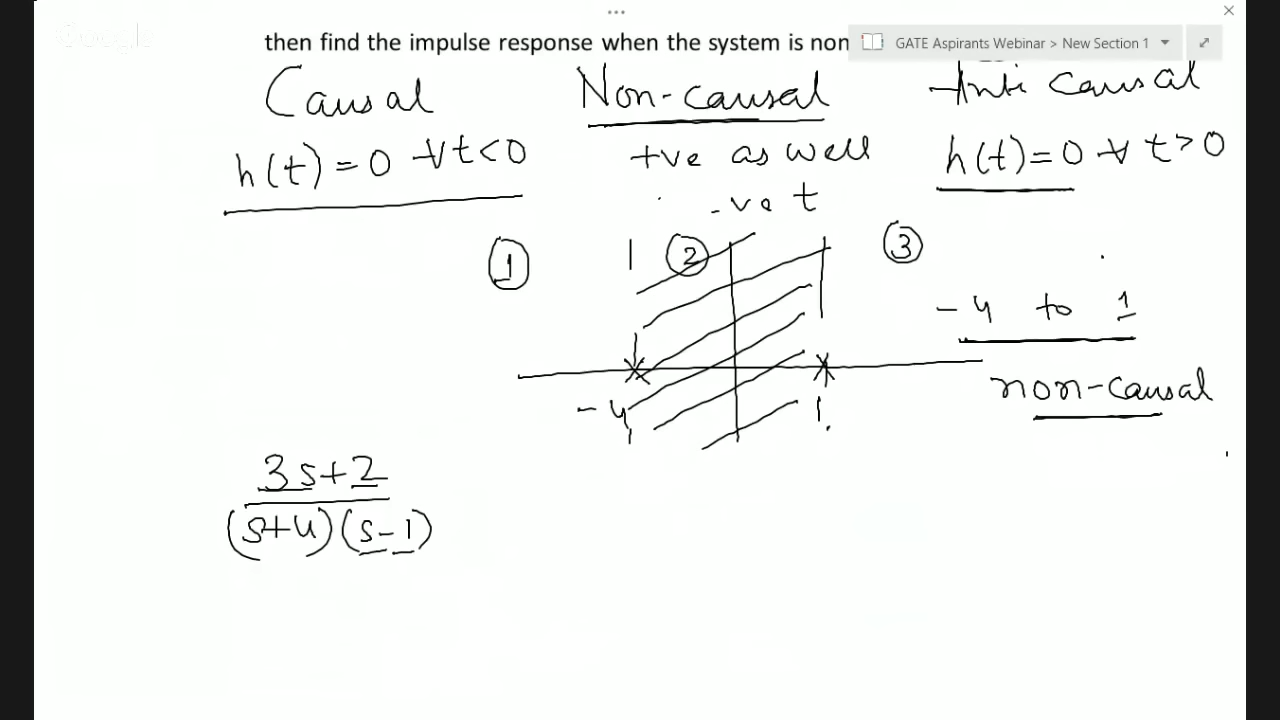 Google
then find the impulse response when the system is non
GATE Aspirants Webinar > New Section 1
Causal
h(t) = 0 ∀ t < 0
Non-causal
+ve as well
-ve t
Anti causal
h(t) = 0 ∀ t > 0
① ② ③
-4 1
-4 to 1
non-causal
3s+2
(s+4)(s-1)